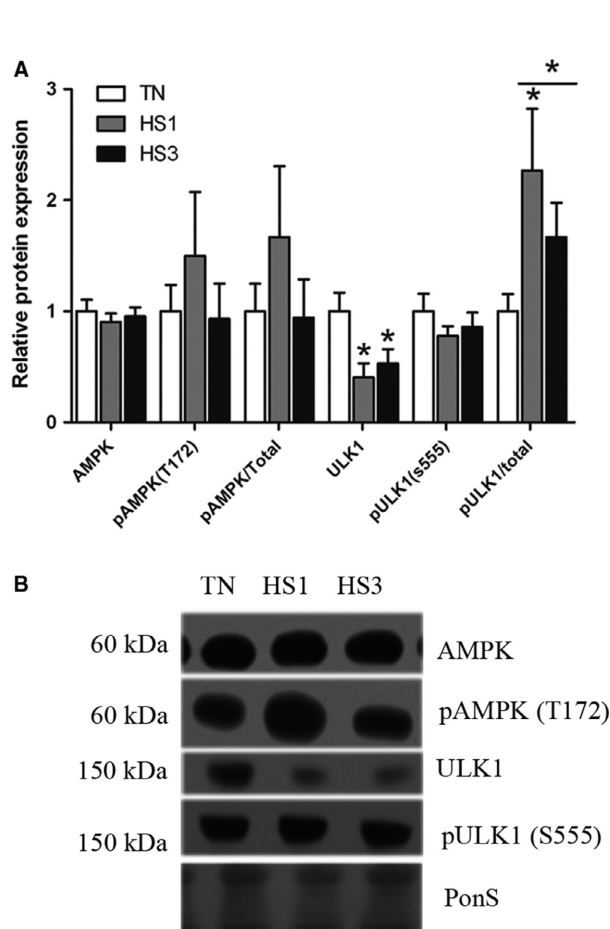 A
Relative protein expression
3
2
1
0
TN
HS1
HS3
*
*
*
*
AMPK
pAMPK(T172)
pAMPK/Total
ULK1
pULK1(s555)
pULK1/total
B
TN HS1 HS3
60 kDa AMPK
60 kDa pAMPK (T172)
150 kDa ULK1
150 kDa pULK1 (S555)
PonS